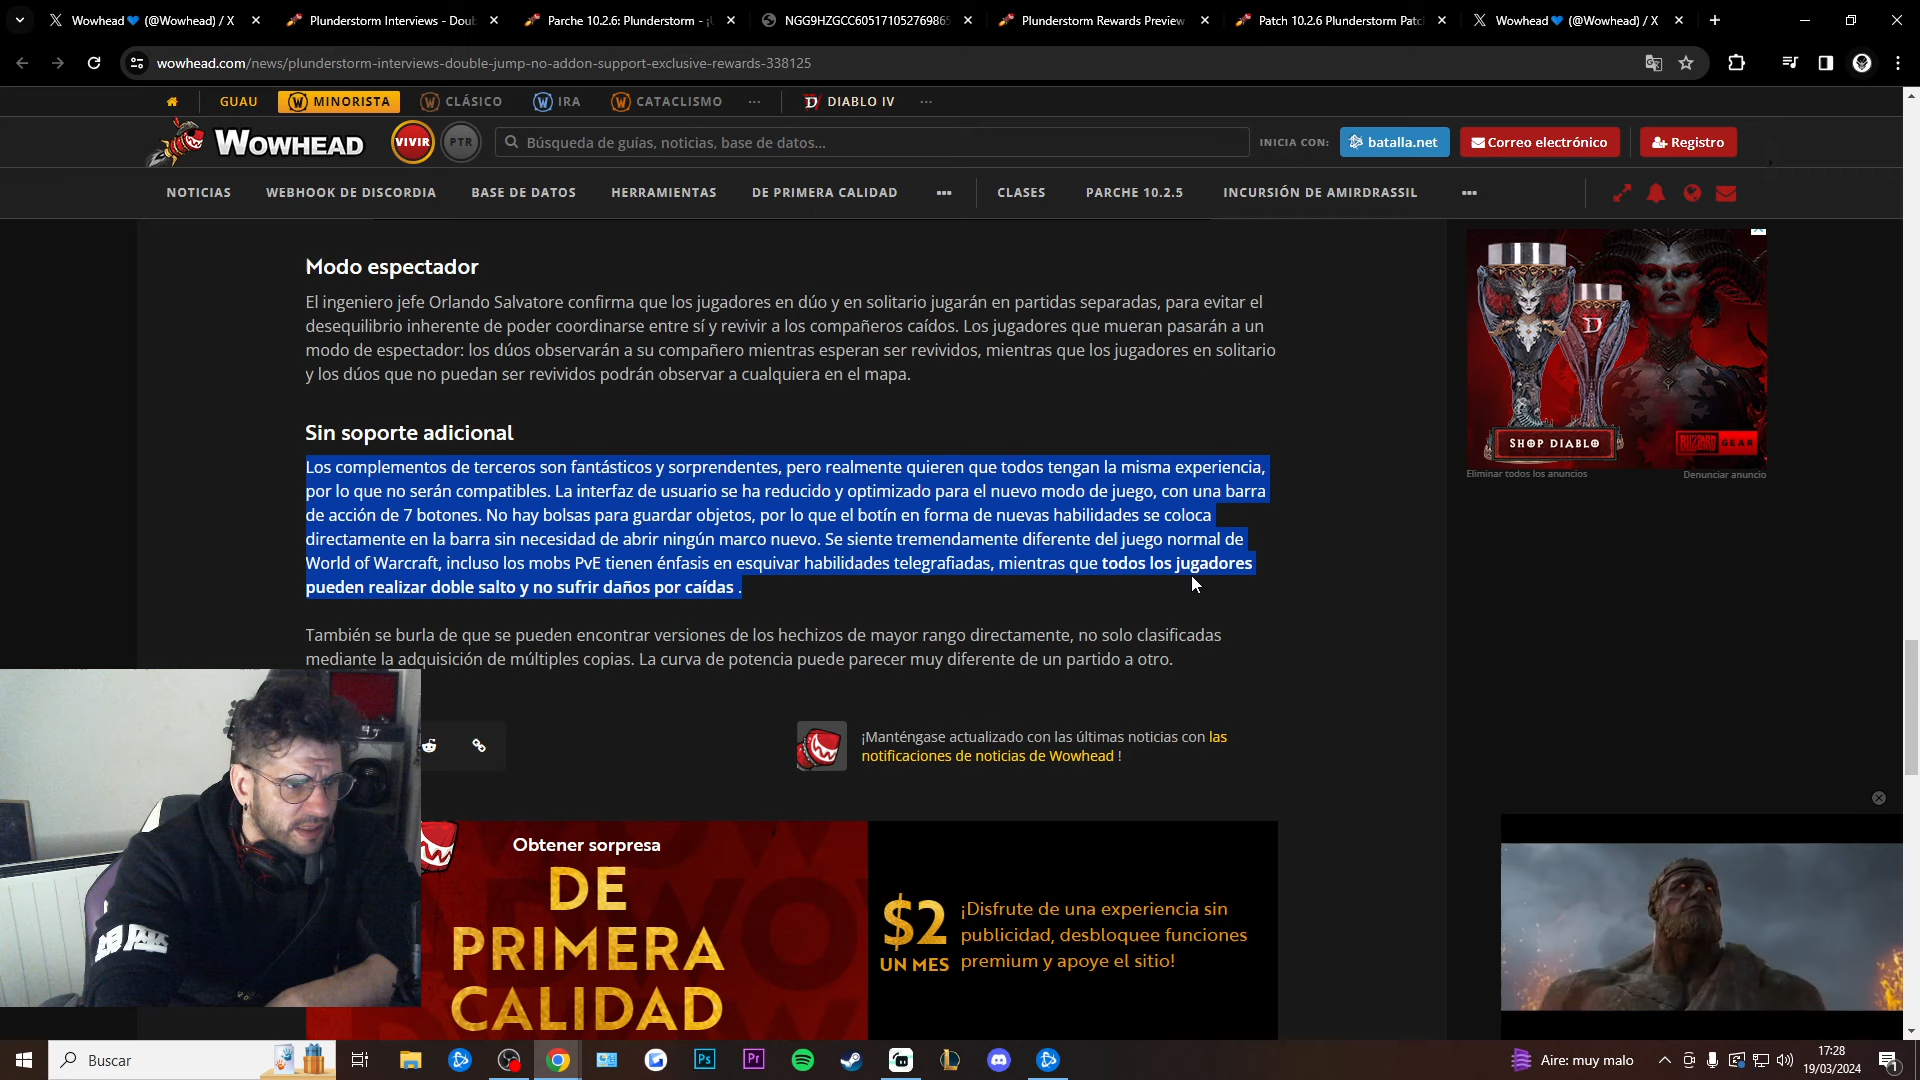 Wowhead💙 (@Wowhead) / X
Plunderstorm Interviews - Doub
Parche 10.2.6: Plunderstorm - ¡
NGG9HZGCC6051710527698
Plunderstorm Rewards Preview
Patch 10.2.6 Plunderstorm Patc
Wowhead💙 (@Wowhead) / X
wowhead.com/news/plunderstorm-interviews-double-jump-no-addon-support-exclusive-rewards-338125
GUAU
MINORISTA
CLÁSICO
IRA
CATACLISMO
DIABLO IV
WOWHEAD
VIVIR
PTR
Búsqueda de guías, noticias, base de datos...
INICIA CON:
batalla.net
Correo electrónico
Registro
NOTICIAS
WEBHOOK DE DISCORDIA
BASE DE DATOS
HERRAMIENTAS
DE PRIMERA CALIDAD
CLASES
PARCHE 10.2.5
INCURSIÓN DE AMIRDRASSIL
Modo espectador
El ingeniero jefe Orlando Salvatore confirma que los jugadores en dúo y en solitario jugarán en partidas separadas, para evitar el
desequilibrio inherente de poder coordinarse entre sí y revivir a los compañeros caídos. Los jugadores que mueran pasarán a un
modo de espectador: los dúos observarán a su compañero mientras esperan ser revividos, mientras que los jugadores en solitario
y los dúos que no puedan ser revividos podrán observar a cualquiera en el mapa.
Sin soporte adicional
Los complementos de terceros son fantásticos y sorprendentes, pero realmente quieren que todos tengan la misma experiencia,
por lo que no serán compatibles. La interfaz de usuario se ha reducido y optimizado para el nuevo modo de juego, con una barra
de acción de 7 botones. No hay bolsas para guardar objetos, por lo que el botín en forma de nuevas habilidades se coloca
directamente en la barra sin necesidad de abrir ningún marco nuevo. Se siente tremendamente diferente del juego normal de
World of Warcraft, incluso los mobs PvE tienen énfasis en esquivar habilidades telegrafiadas, mientras que todos los jugadores
pueden realizar doble salto y no sufrir daños por caídas .
También se burla de que se pueden encontrar versiones de los hechizos de mayor rango directamente, no solo clasificadas
mediante la adquisición de múltiples copias. La curva de potencia puede parecer muy diferente de un partido a otro.
SHOP DIABLO
BLIZZARD GEAR
Eliminar todos los anuncios
Denunciar anuncio
¡Manténgase actualizado con las últimas noticias con las
notificaciones de noticias de Wowhead !
Obtener sorpresa
DE
PRIMERA
CALIDAD
$2
UN MES
¡Disfrute de una experiencia sin
publicidad, desbloquee funciones
premium y apoye el sitio!
Buscar
Ps
Pr
Aire: muy malo
17:28
19/03/2024
1